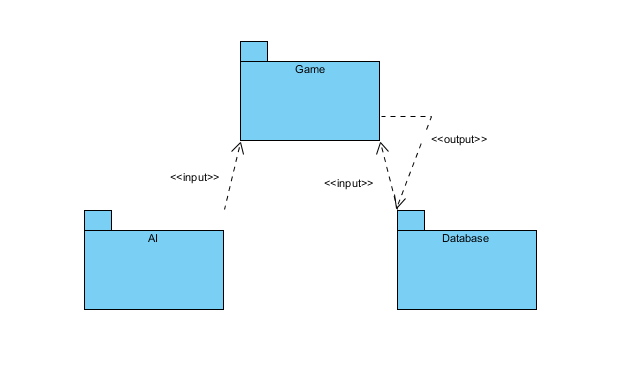 Game
<<output>>
<<input>>
<<input>>
AI
Database